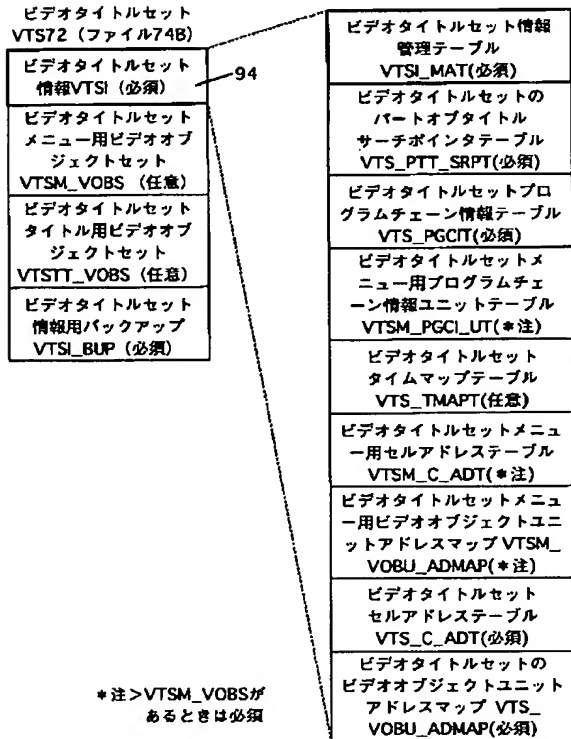 ビデオタイトルセット
VTS72（ファイル74B）
ビデオタイトルセット
情報VTSI（必須）
94
ビデオタイトルセット
メニュー用ビデオオブ
ジェクトセット
VTSM_VOBS（任意）
ビデオタイトルセット
タイトル用ビデオオブ
ジェクトセット
VTSTT_VOBS（任意）
ビデオタイトルセット
情報用バックアップ
VTSI_BUP（必須）
ビデオタイトルセット情報
管理テーブル
VTSI_MAT(必須)
ビデオタイトルセットの
パートオブタイトル
サーチポインタテーブル
VTS_PTT_SRPT(必須)
ビデオタイトルセットプロ
グラムチェーン情報テーブル
VTS_PGCIT(必須)
ビデオタイトルセットメ
ニュー用プログラムチェ
ーン情報ユニットテーブル
VTSM_PGCI_UT(＊注)
ビデオタイトルセット
タイムマップテーブル
VTS_TMAPT(任意)
ビデオタイトルセットメニュ
ー用セルアドレステーブル
VTSM_C_ADT(＊注)
ビデオタイトルセットメニュ
ー用ビデオオブジェクトユニ
ットアドレスマップ VTSM_
VOBU_ADMAP(＊注)
ビデオタイトルセット
セルアドレステーブル
VTS_C_ADT(必須)
ビデオタイトルセットの
ビデオオブジェクトユニット
アドレスマップ VTS_
VOBU_ADMAP(必須)
＊注＞VTSM_VOBSが
あるときは必須